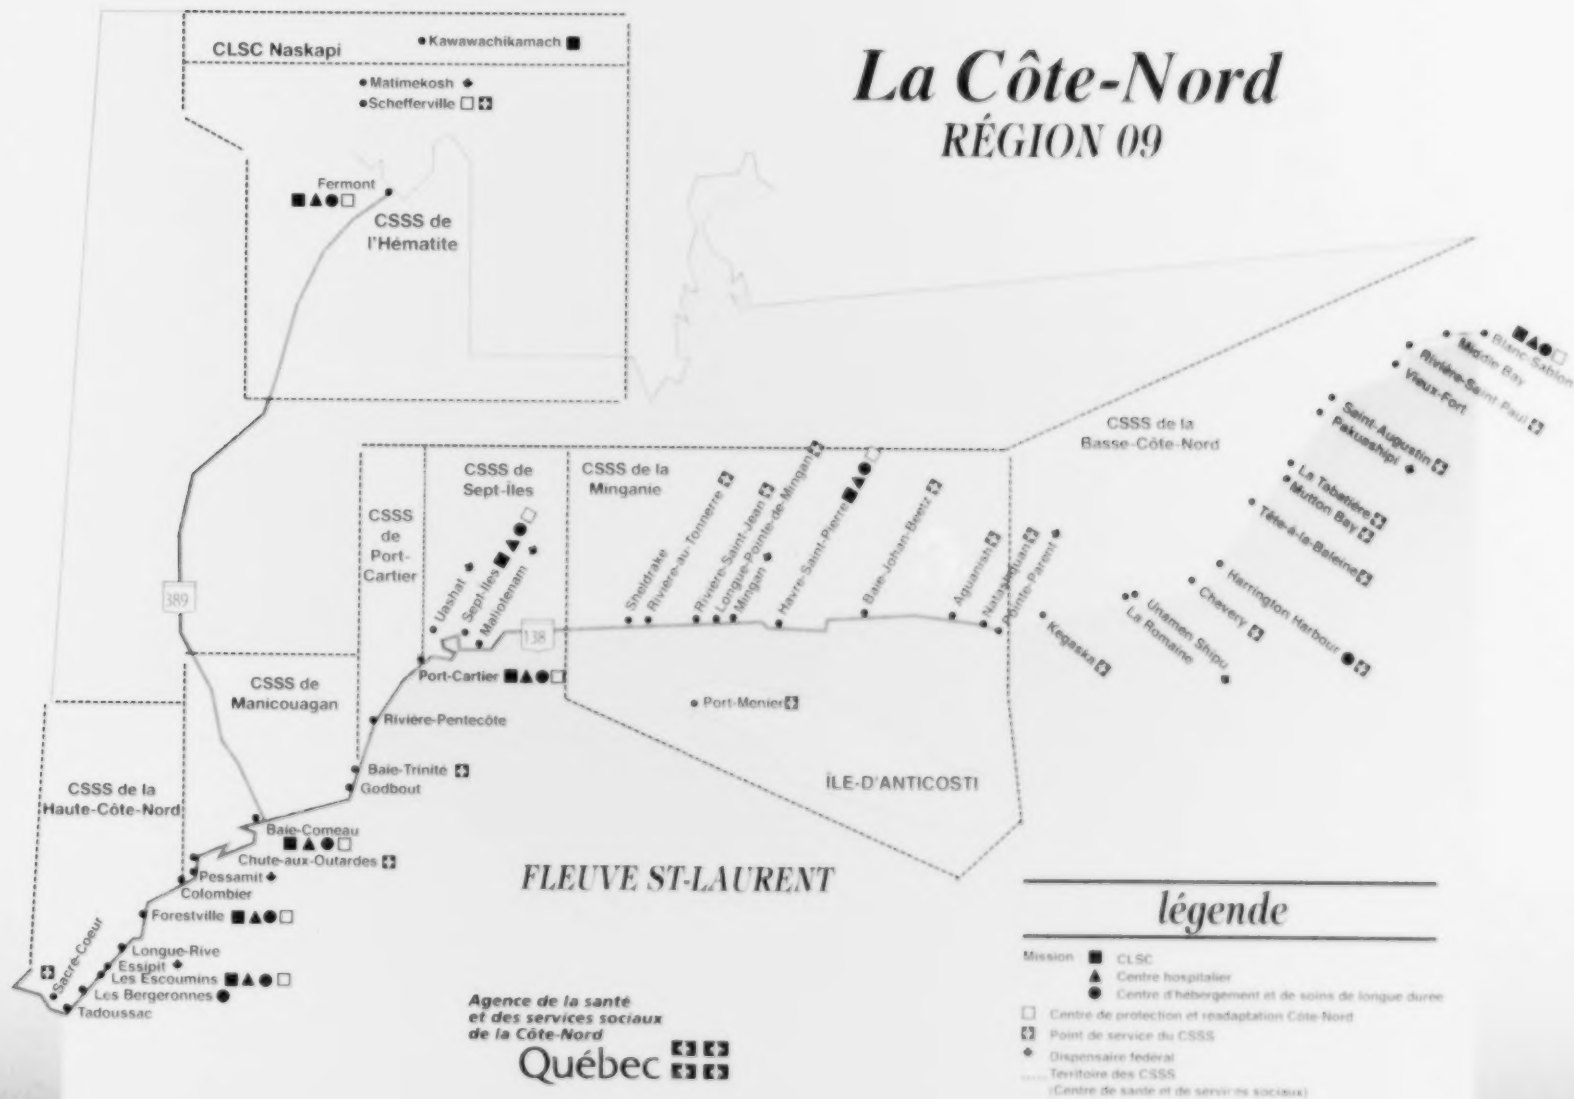 La Côte-Nord
RÉGION 09
CLSC Naskapi
Kawawachikamach
Matimekosh
Schefferville
Fermont
CSSS de
l'Hématite
389
CSSS de la
Basse-Côte-Nord
Blanc-Sablon
Middle Bay
Rivière-Saint-Paul
Vieux-Fort
Saint-Augustin
Pakuashipi
La Tabatière
Mutton Bay
Tête-à-la-Baleine
Harrington Harbour
Chevery
Unamen Shipu
La Romaine
Kegaska
CSSS de la
Minganie
Sheldrake
Rivière-au-Tonnerre
Rivière-Saint-Jean
Longue-Pointe-de-Mingan
Mingan
Havre-Saint-Pierre
Baie-Johan-Beetz
Aguanish
Natashquan
Pointe-Parent
Port-Menier
ÎLE-D'ANTICOSTI
CSSS de
Sept-Îles
Uashat
Sept-Iles
Maliotenam
138
CSSS
de
Port-
Cartier
Port-Cartier
Rivière-Pentecôte
CSSS de
Manicouagan
Baie-Trinité
Godbout
Baie-Comeau
Chute-aux-Outardes
Pessamit
Colombier
CSSS de la
Haute-Côte-Nord
Forestville
Longue-Rive
Essipit
Les Escoumins
Les Bergeronnes
Tadoussac
Sacré-Coeur
FLEUVE ST-LAURENT
Agence de la santé
et des services sociaux
de la Côte-Nord
Québec
légende
Mission CLSC
Centre hospitalier
Centre d'hébergement et de soins de longue durée
Centre de protection et réadaptation Côte-Nord
Point de service du CSSS
Dispensaire fédéral
Territoire des CSSS
(Centre de santé et de services sociaux)